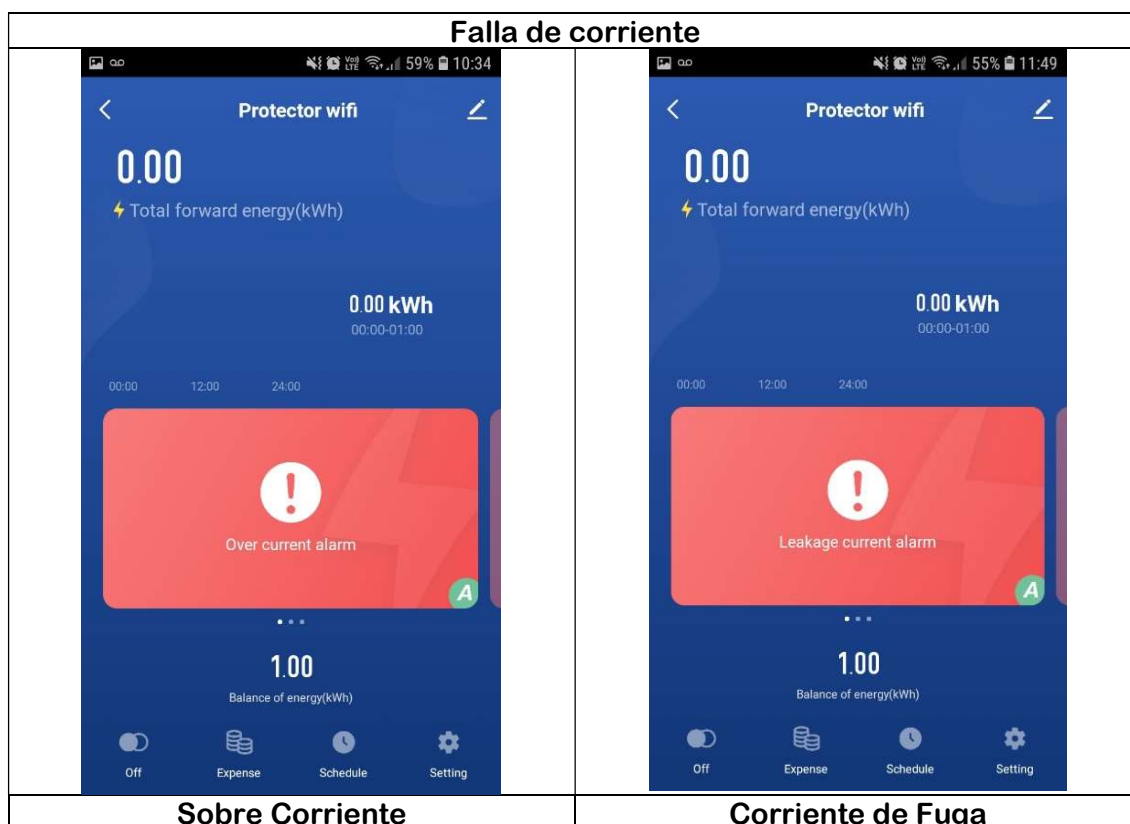 Falla de corriente
59% 10:34
Protector wifi
0.00
Total forward energy(kWh)
0.00 kWh
00:00-01:00
00:00 12:00 24:00
Over current alarm
A
1.00
Balance of energy(kWh)
Off Expense Schedule Setting
Sobre Corriente
VoI) LTE 55% 11:49
Protector wifi
0.00
Total forward energy(kWh)
0.00 kWh
00:00-01:00
00:00 12:00 24:00
Leakage current alarm
A
1.00
Balance of energy(kWh)
Off Expense Schedule Setting
Corriente de Fuga